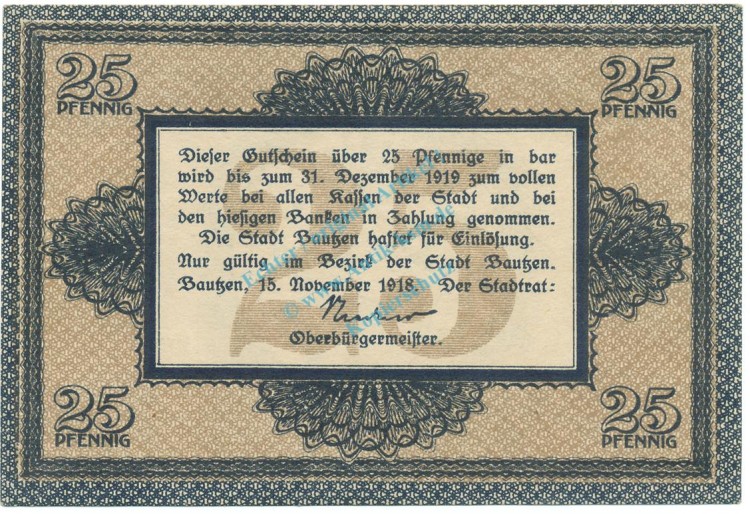 25 PFENNIG
25 PFENNIG
Dieser Gutschein über 25 Pfennige in bar
wird bis zum 31. Dezember 1919 zum vollen
Werte bei allen Kassen der Stadt und bei
den hiesigen Banken in Zahlung genommen.
Die Stadt Bautzen haftet für Einlösung.
Nur gültig im Bezirk der Stadt Bautzen.
Bautzen, 15. November 1918. Der Stadtrat:
Oberbürgermeister.
25
25 PFENNIG
25 PFENNIG